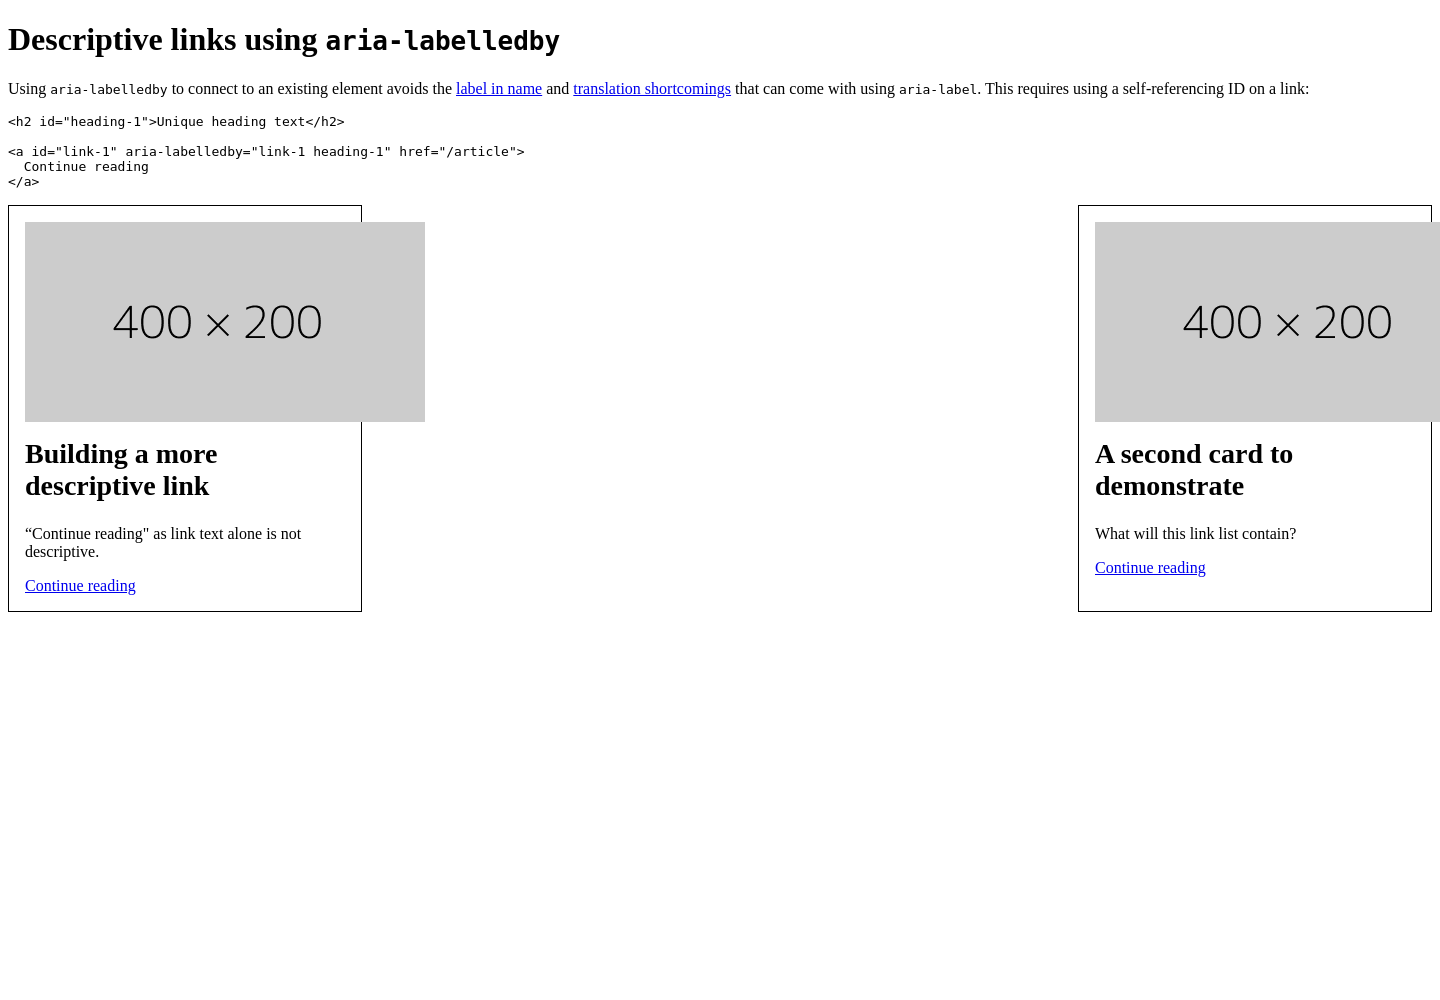 Descriptive links using aria-labelledby
Using aria-labelledby to connect to an existing element avoids the label in name and translation shortcomings that can come with using aria-label. This requires using a self-referencing ID on a link:
<h2 id="heading-1">Unique heading text</h2>
<a id="link-1" aria-labelledby="link-1 heading-1" href="/article">
Continue reading
</a>
400 × 200
Building a more
descriptive link
“Continue reading" as link text alone is not
descriptive.
Continue reading
400 × 200
A second card to
demonstrate
What will this link list contain?
Continue reading